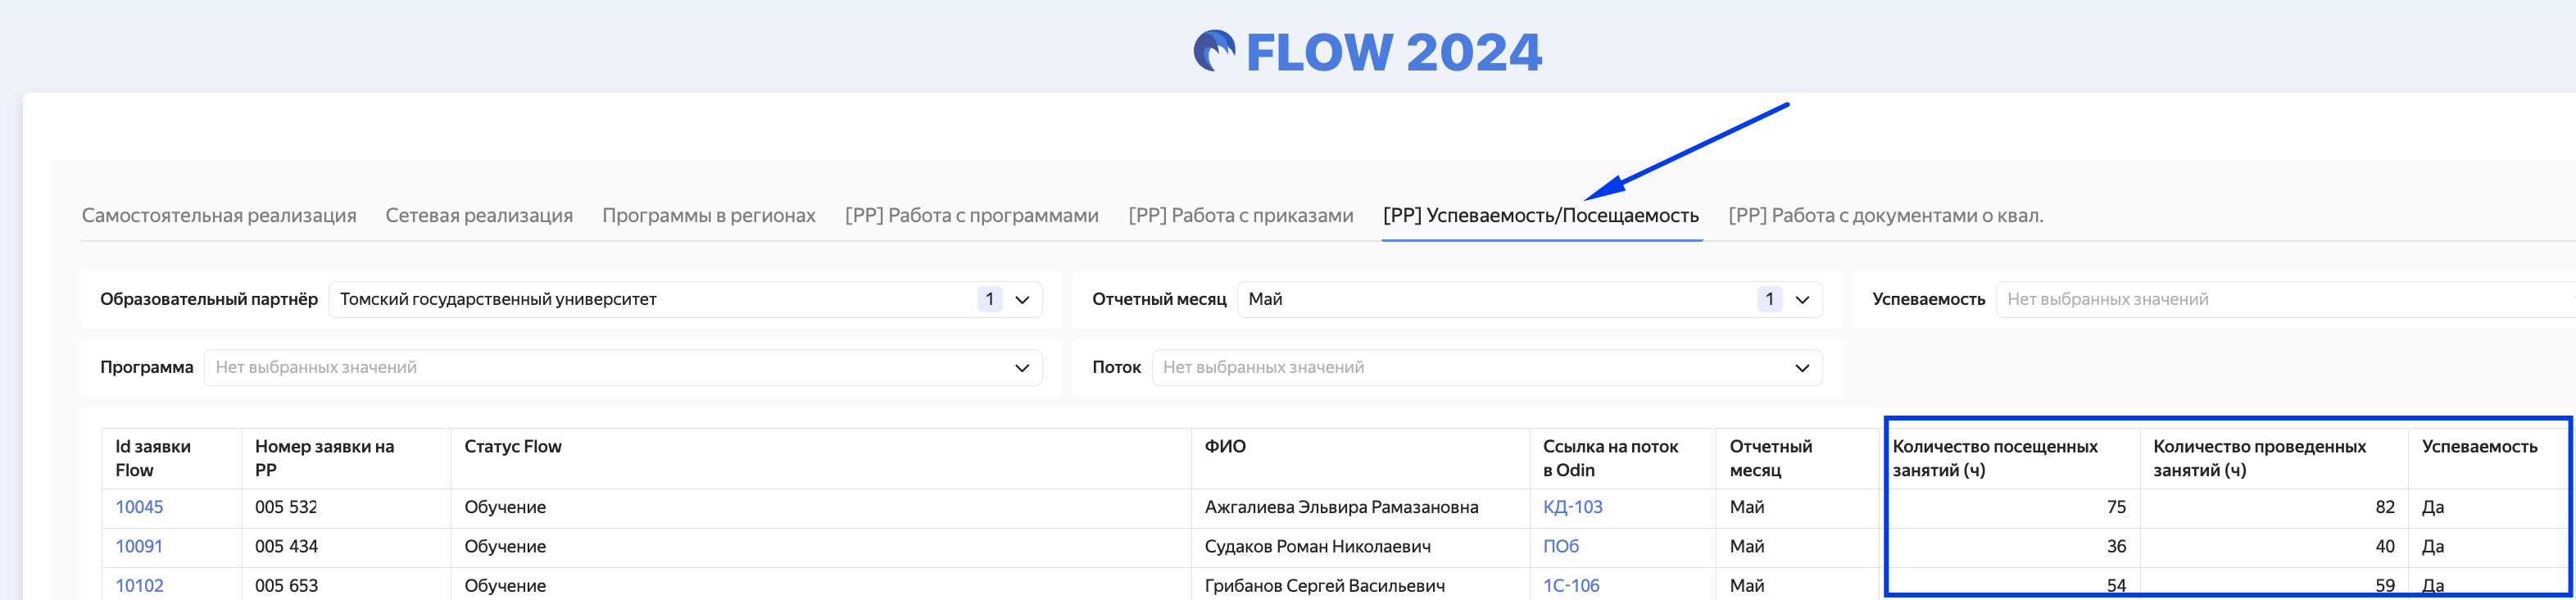 FLOW 2024
Самостоятельная реализация Сетевая реализация Программы в регионах [РР] Работа с программами [РР] Работа с приказами [РР] Успеваемость/Посещаемость [РР] Работа с документами о квал.
Образовательный партнёр Томский государственный университет 1 Отчетный месяц Май 1 Успеваемость Нет выбранных значений
Программа Нет выбранных значений Поток Нет выбранных значений
Id заявки Flow Номер заявки на РР Статус Flow ФИО Ссылка на поток в Odin Отчетный месяц Количество посещенных занятий (ч) Количество проведенных занятий (ч) Успеваемость
10045 005 532 Обучение Ажгалиева Эльвира Рамазановна КД-103 Май 75 82 Да
10091 005 434 Обучение Судаков Роман Николаевич ПОб Май 36 40 Да
10102 005 653 Обучение Грибанов Сергей Васильевич 1С-106 Май 54 59 Да